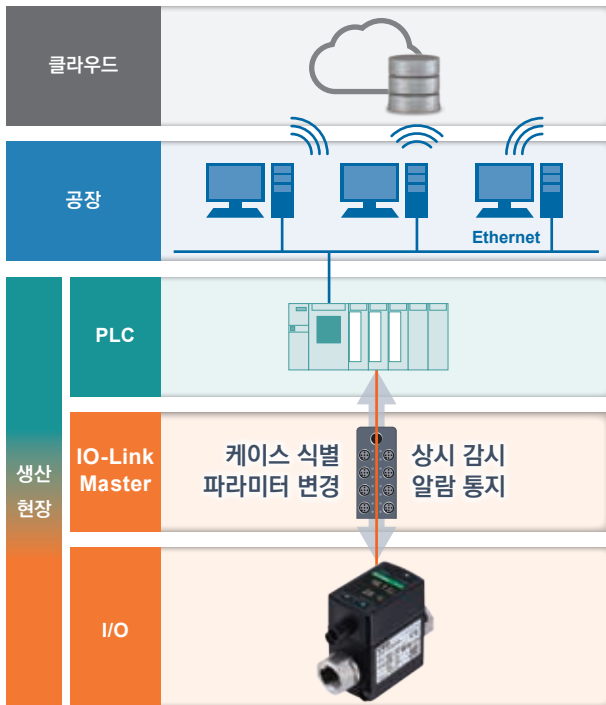 클라우드
공장
Ethernet
PLC
생산
현장
IO-Link
Master
케이스 식별
파라미터 변경
상시 감시
알람 통지
I/O